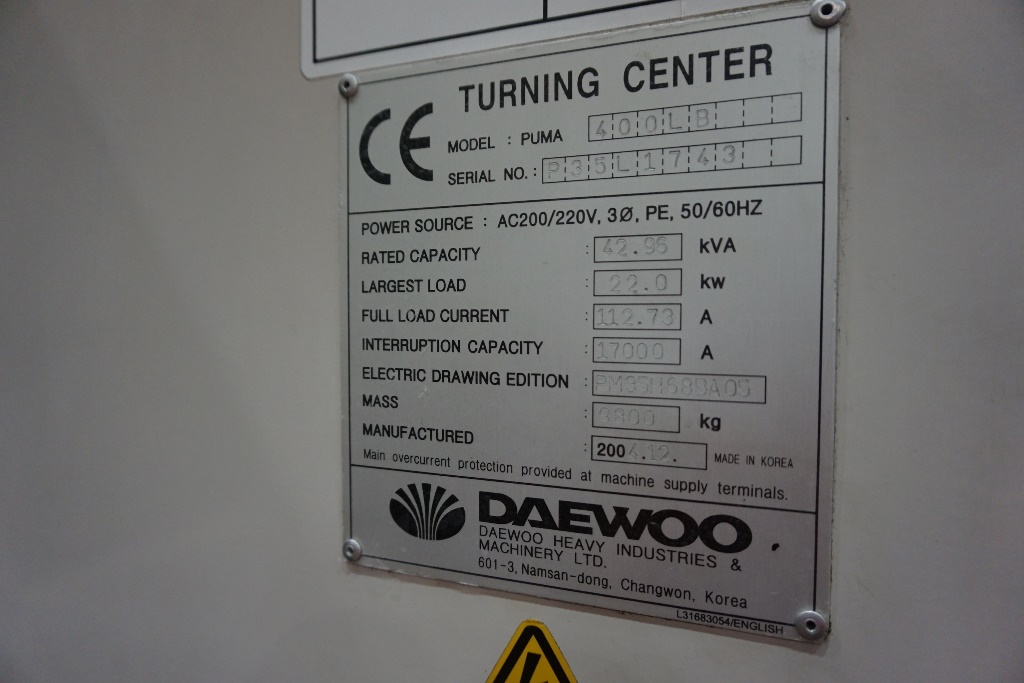 TURNING CENTER
CE
MODEL : PUMA 400LB
SERIAL NO. : P35L1743
POWER SOURCE : AC200/220V, 3Ø, PE, 50/60HZ
RATED CAPACITY : 42.95 kVA
LARGEST LOAD : 22.0 kw
FULL LOAD CURRENT : 112.73 A
INTERRUPTION CAPACITY : 17000 A
ELECTRIC DRAWING EDITION :
MASS : kg
MANUFACTURED : 2004.12. MADE IN KOREA
Main overcurrent protection provided at machine supply terminals.
DAEWOO
DAEWOO HEAVY INDUSTRIES &
MACHINERY LTD.
601-3, Namsan-dong, Changwon, Korea
L31683054/ENGLISH